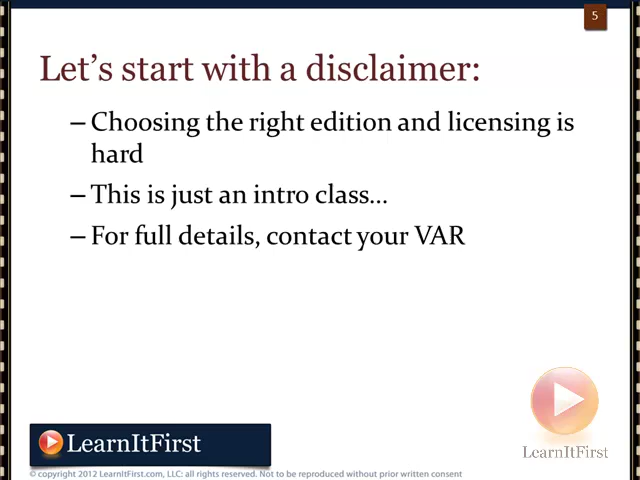 5
Let's start with a disclaimer:
– Choosing the right edition and licensing is
hard
– This is just an intro class...
– For full details, contact your VAR
LearnItFirst
LearnItFirst
© copyright 2012 LearnItFirst.com, LLC: all rights reserved. Not to be reproduced without prior written consent